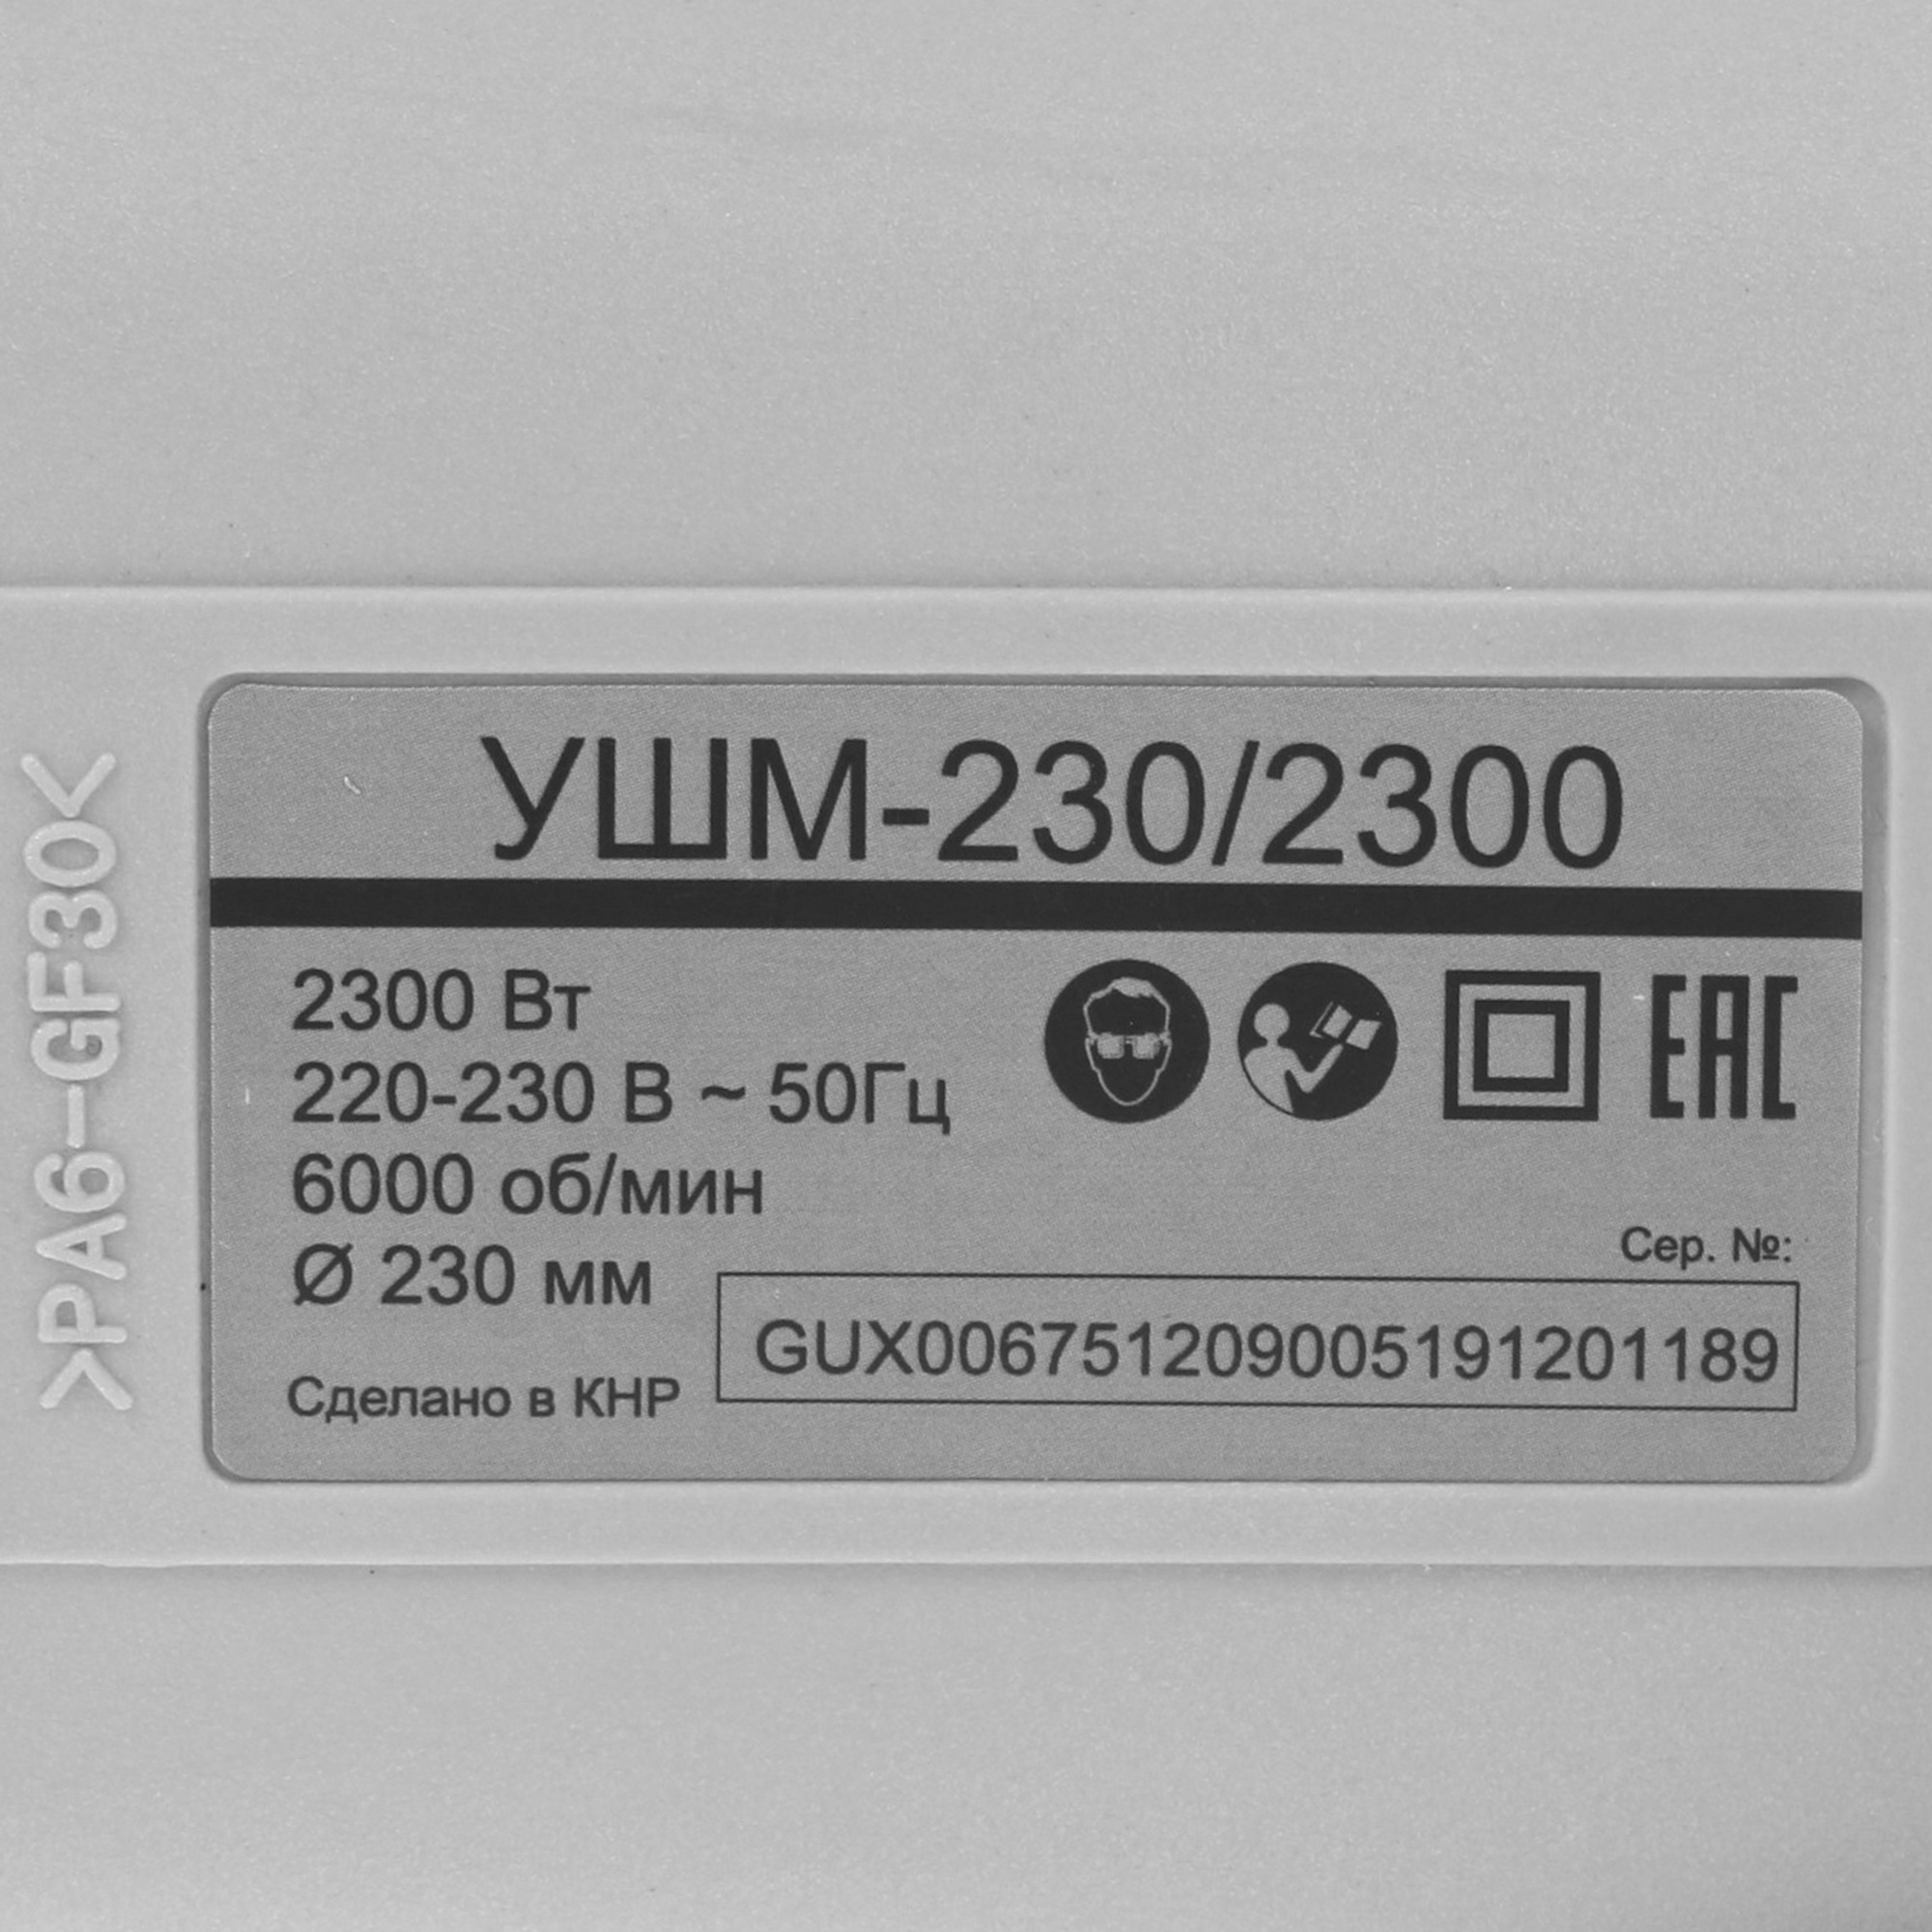 УШМ-230/2300
2300 Вт
220-230 В ~ 50Гц
6000 об/мин
Ø 230 мм
Сделано в КНР
EAC
Сер. №:
GUX006751209005191201189
>PA6-GF30<